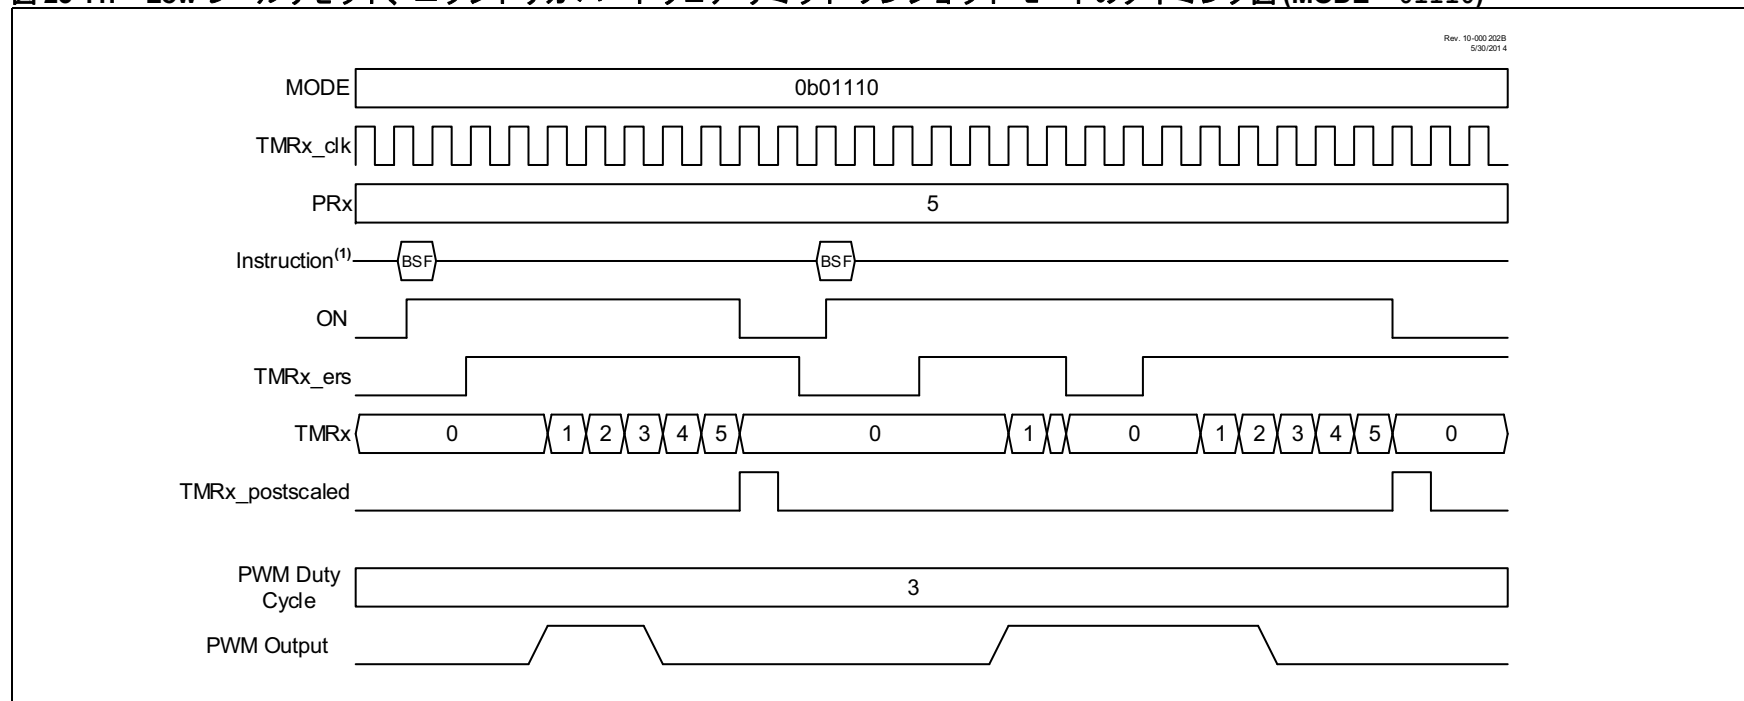 (MODE = 01110)
Rev. 10-000 202B
5/30/2014
MODE 0b01110
TMRx_clk
PRx 5
Instruction(1) BSF BSF
ON
TMRx_ers
TMRx 0 1 2 3 4 5 0 1 0 1 2 3 4 5 0
TMRx_postscaled
PWM Duty
Cycle 3
PWM Output